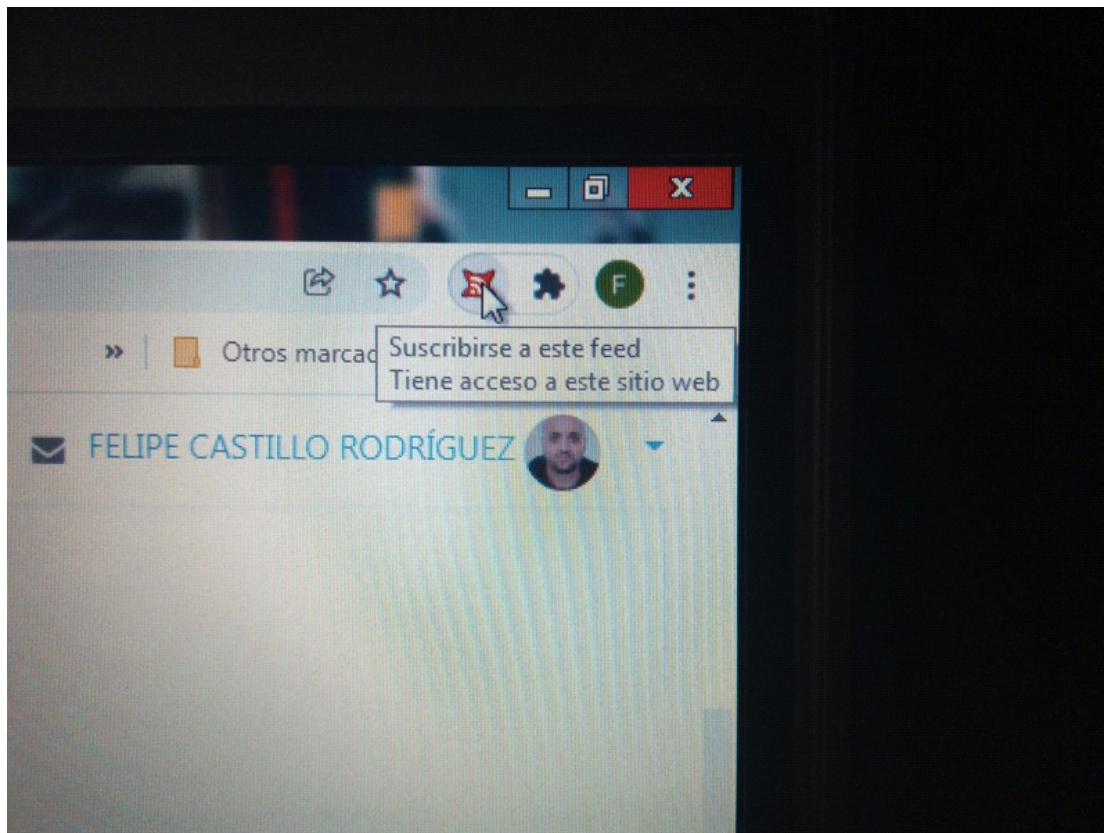 F
» Otros marcad
Suscribirse a este feed
Tiene acceso a este sitio web
FELIPE CASTILLO RODRÍGUEZ